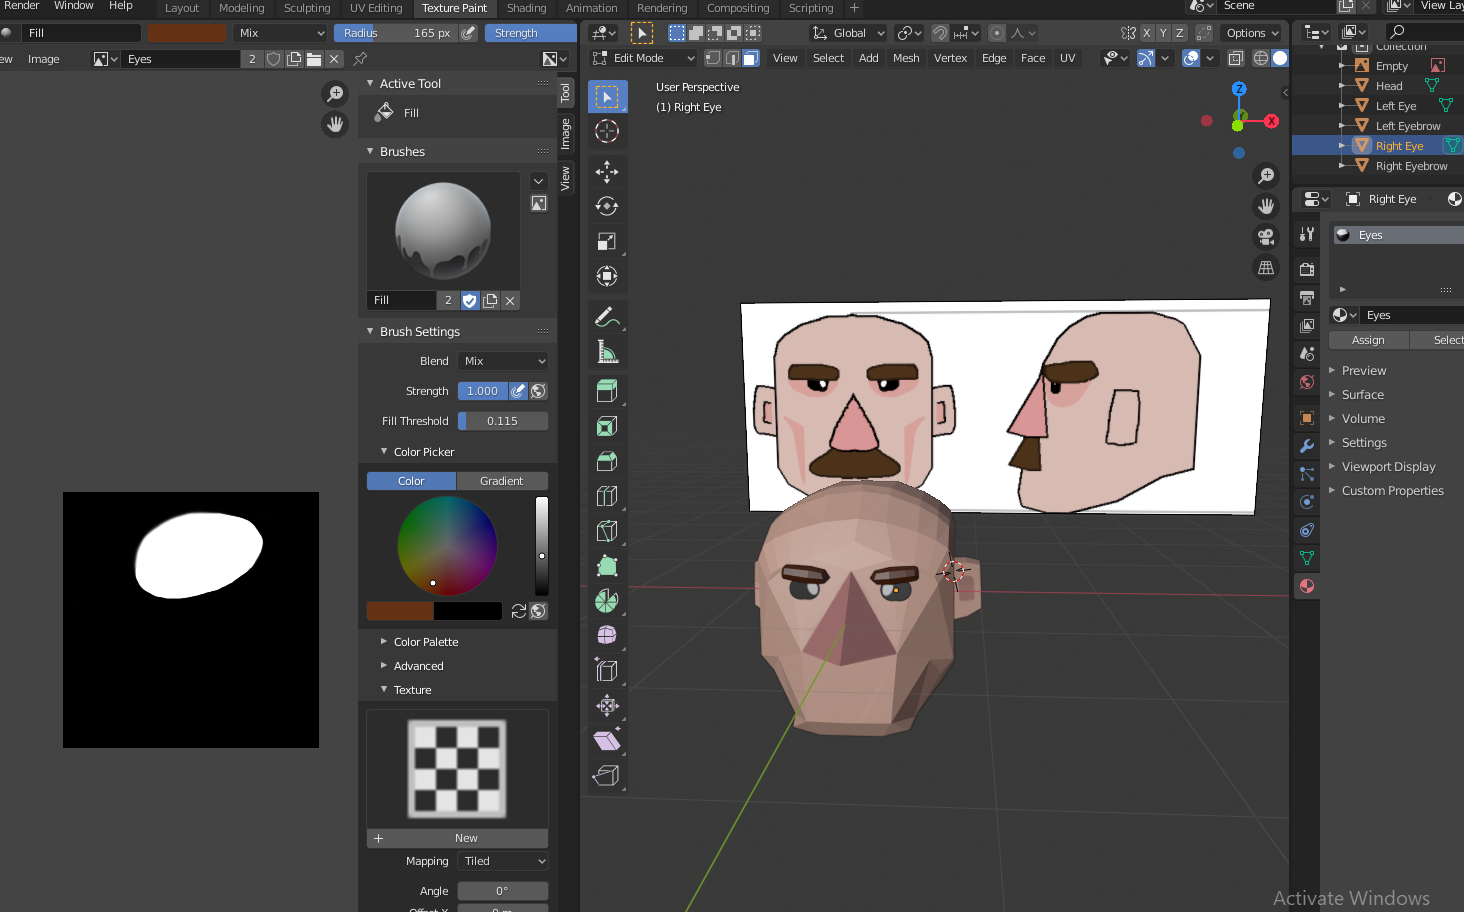 Render Window Help Layout Modeling Sculpting UV Editing Texture Paint Shading Animation Rendering Compositing Scripting + Scene View Lay
Fill Mix Radius 165 px Strength Global X Y Z Options
ew Image Eyes 2 Edit Mode View Select Add Mesh Vertex Edge Face UV
Collection
Empty
Head
Left Eye
Left Eyebrow
Right Eye
Right Eyebrow
Active Tool
Fill
Brushes
Fill 2
Brush Settings
Blend Mix
Strength 1.000
Fill Threshold 0.115
Color Picker
Color Gradient
Color Palette
Advanced
Texture
+ New
Mapping Tiled
Angle 0°
Offset X 0 m
Tool
Image
View
User Perspective
(1) Right Eye
Z
Y
X
Right Eye
Eyes
Eyes
Assign Select
Preview
Surface
Volume
Settings
Viewport Display
Custom Properties
Activate Windows